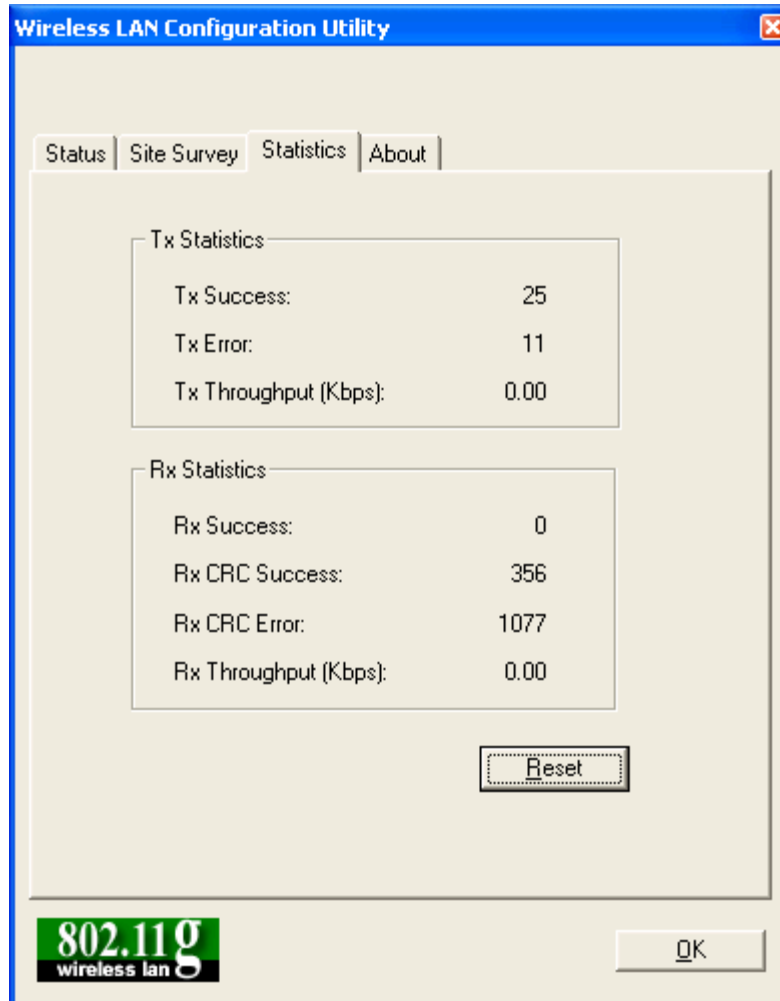 Wireless LAN Configuration Utility
Status Site Survey Statistics About
Tx Statistics
Tx Success: 25
Tx Error: 11
Tx Throughput (Kbps): 0.00
Rx Statistics
Rx Success: 0
Rx CRC Success: 356
Rx CRC Error: 1077
Rx Throughput (Kbps): 0.00
Reset
802.11g
wireless lan
OK